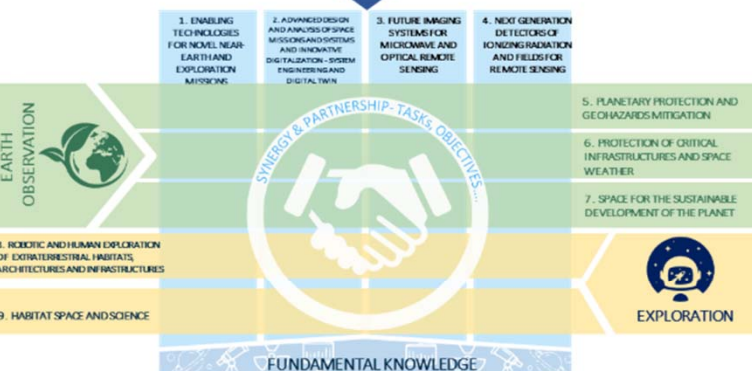 1. ENABLING
TECHNOLOGIES
FOR NOVEL NEAR-
EARTH AND
EXPLORATION
MISSIONS
2. ADVANCED DESIGN
AND ANALYSIS OF SPACE
MISSIONS AND SYSTEMS
AND INNOVATIVE
DIGITALIZATION - SYSTEM
ENGINEERING AND
DIGITAL TWIN
3. FUTURE IMAGING
SYSTEMS FOR
MICROWAVE AND
OPTICAL REMOTE
SENSING
4. NEXT GENERATION
DETECTORS OF
IONIZING RADIATION
AND FIELDS FOR
REMOTE SENSING
EARTH
OBSERVATION
SYNERGY & PARTNERSHIP- TASKs, OBJECTIVES....
5. PLANETARY PROTECTION AND
GEOHAZARDS MITIGATION
6. PROTECTION OF CRITICAL
INFRASTRUCTURES AND SPACE
WEATHER
7. SPACE FOR THE SUSTAINABLE
DEVELOPMENT OF THE PLANET
. ROBOTIC AND HUMAN EXPLORATION
OF EXTRATERRESTRIAL HABITATS,
ARCHITECTURES AND INFRASTRUCTURES
9. HABITAT SPACE AND SCIENCE
EXPLORATION
FUNDAMENTAL KNOWLEDGE